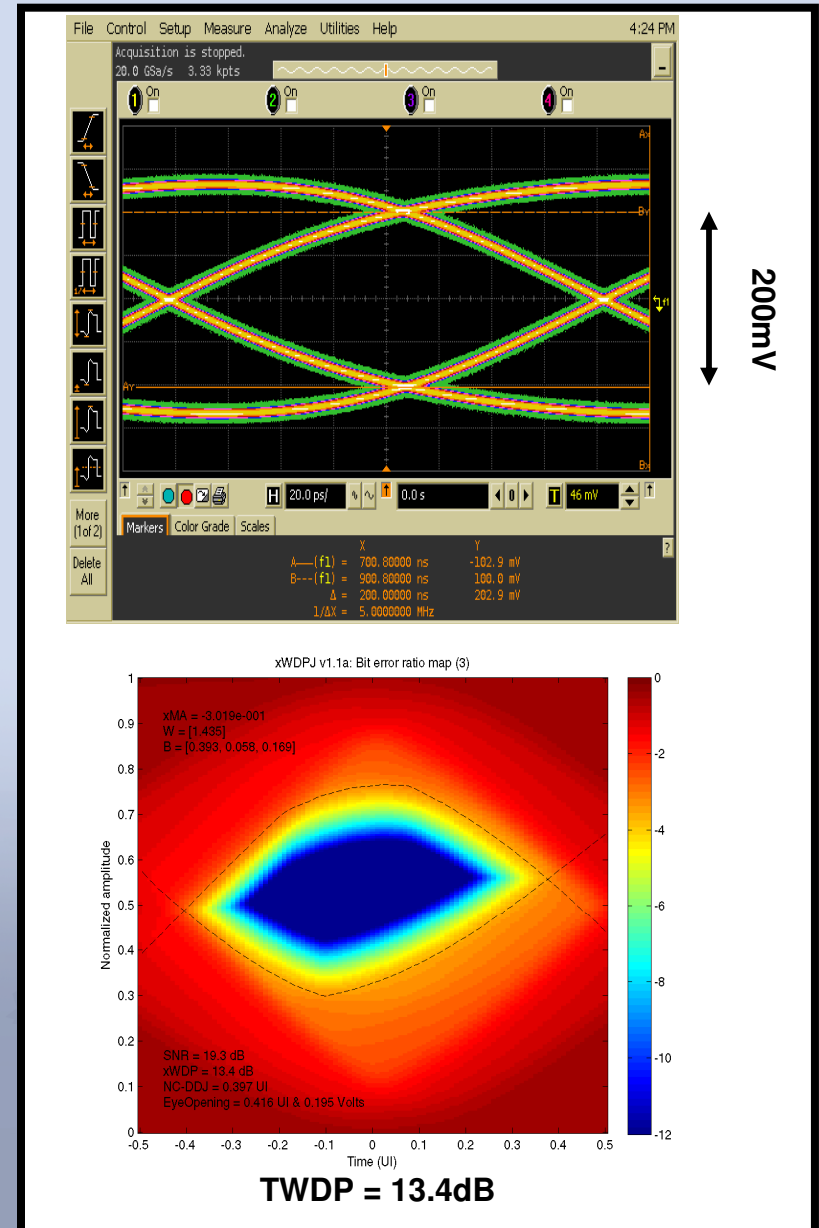 File Control Setup Measure Analyze Utilities Help 4:24 PM
Acquisition is stopped.
20.0 GSa/s 3.33 kpts
1 On 2 On 3 On 4 On
Ax
By
f1
Ay
Bx
200mV
1/
More
(1 of 2)
Delete
All
H 20.0 ps/ 0.0 s 0 T 46 mV
Markers Color Grade Scales
?
X Y
A—(f1) = 700.80000 ns -102.9 mV
B---(f1) = 900.80000 ns 100.0 mV
Δ = 200.00000 ns 202.9 mV
1/ΔX = 5.0000000 MHz
xWDPJ v1.1a: Bit error ratio map (3)
xMA = -3.019e-001
W = [1.435]
B = [0.393, 0.058, 0.169]
SNR = 19.3 dB
xWDP = 13.4 dB
NC-DDJ = 0.397 UI
EyeOpening = 0.416 UI & 0.195 Volts
Normalized amplitude
1
0.9
0.8
0.7
0.6
0.5
0.4
0.3
0.2
0.1
0
-0.5 -0.4 -0.3 -0.2 -0.1 0 0.1 0.2 0.3 0.4 0.5
Time (UI)
0
-2
-4
-6
-8
-10
-12
TWDP = 13.4dB